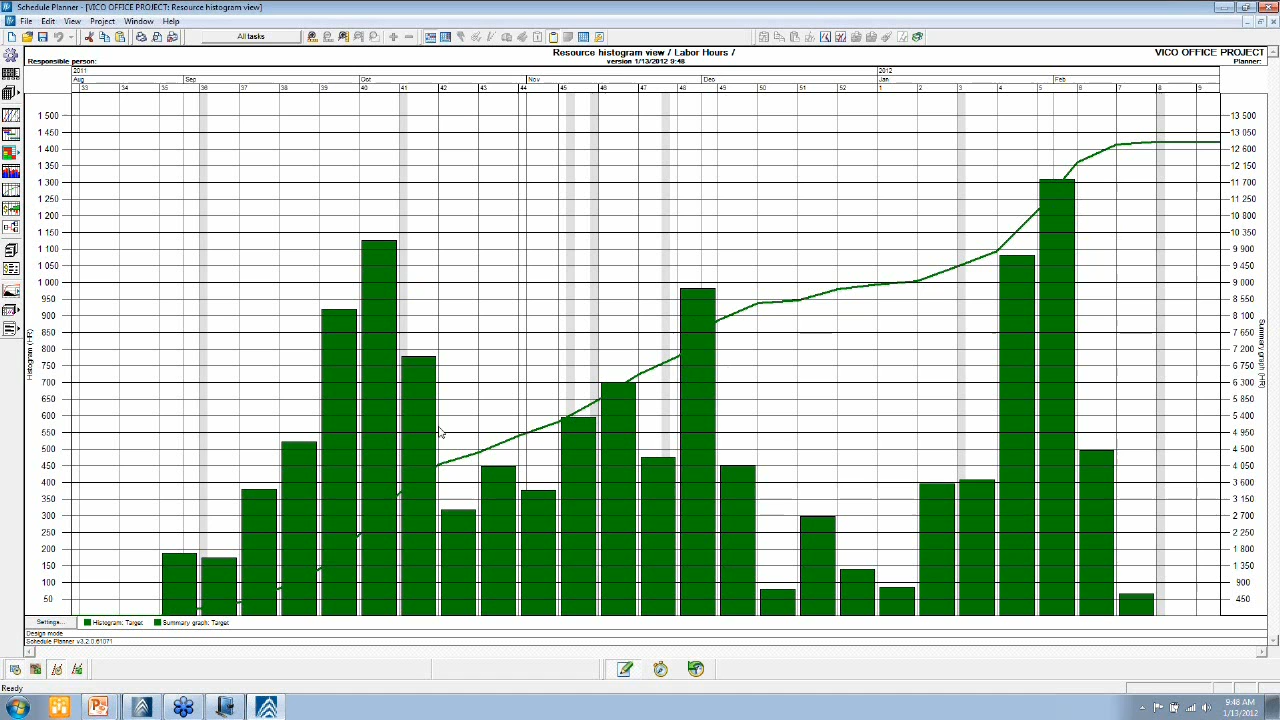 Schedule Planner - [VICO OFFICE PROJECT: Resource histogram view]
File Edit View Project Window Help
All tasks
Resource histogram view / Labor Hours /
VICO OFFICE PROJECT
Responsible person:
version 1/13/2012 9:48
Planner:
2011 2012
Aug Sep Oct Nov Dec Jan Feb
33 34 35 36 37 38 39 40 41 42 43 44 45 46 47 48 49 50 51 52 1 2 3 4 5 6 7 8 9
1 500 13 500
1 450 13 050
1 400 12 600
1 350 12 150
1 300 11 700
1 250 11 250
1 200 10 800
1 150 10 350
1 100 9 900
1 050 9 450
1 000 9 000
950 8 550
900 8 100
850 7 650
800 7 200
750 6 750
700 6 300
650 5 850
600 5 400
550 4 950
500 4 500
450 4 050
400 3 600
350 3 150
300 2 700
250 2 250
200 1 800
150 1 350
100 900
50 450
Histogram (HR)
Summary graph (HR)
Settings...
Histogram: Target
Summary graph: Target
Design mode
Schedule Planner v3.2.0.61071
Ready
9:48 AM
1/13/2012